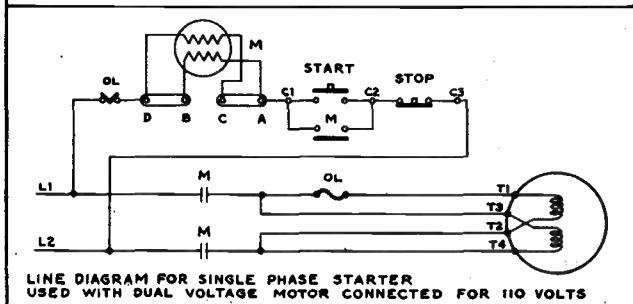 M
START
STOP
OL
D B C A C1 C2 C3
M
L1 M OL T1
T3
T2
L2 M T4
LINE DIAGRAM FOR SINGLE PHASE STARTER
USED WITH DUAL VOLTAGE MOTOR CONNECTED FOR 110 VOLTS